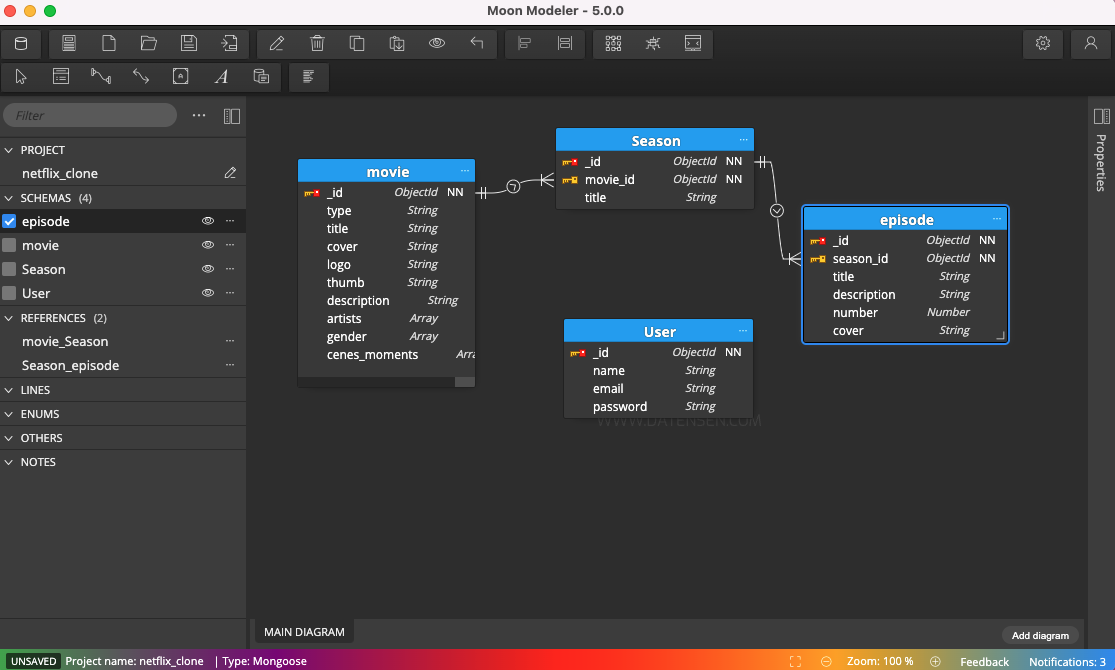 Moon Modeler - 5.0.0
Filter
PROJECT
netflix_clone
SCHEMAS (4)
episode
movie
Season
User
REFERENCES (2)
movie_Season
Season_episode
LINES
ENUMS
OTHERS
NOTES
movie
_id ObjectId NN
type String
title String
cover String
logo String
thumb String
description String
artists Array
gender Array
cenes_moments Arra
Season
_id ObjectId NN
movie_id ObjectId NN
title String
episode
_id ObjectId NN
season_id ObjectId NN
title String
description String
number Number
cover String
User
_id ObjectId NN
name String
email String
password String
WWW.DATENSEN.COM
Properties
MAIN DIAGRAM
Add diagram
UNSAVED Project name: netflix_clone | Type: Mongoose
Zoom: 100 % Feedback Notifications: 3